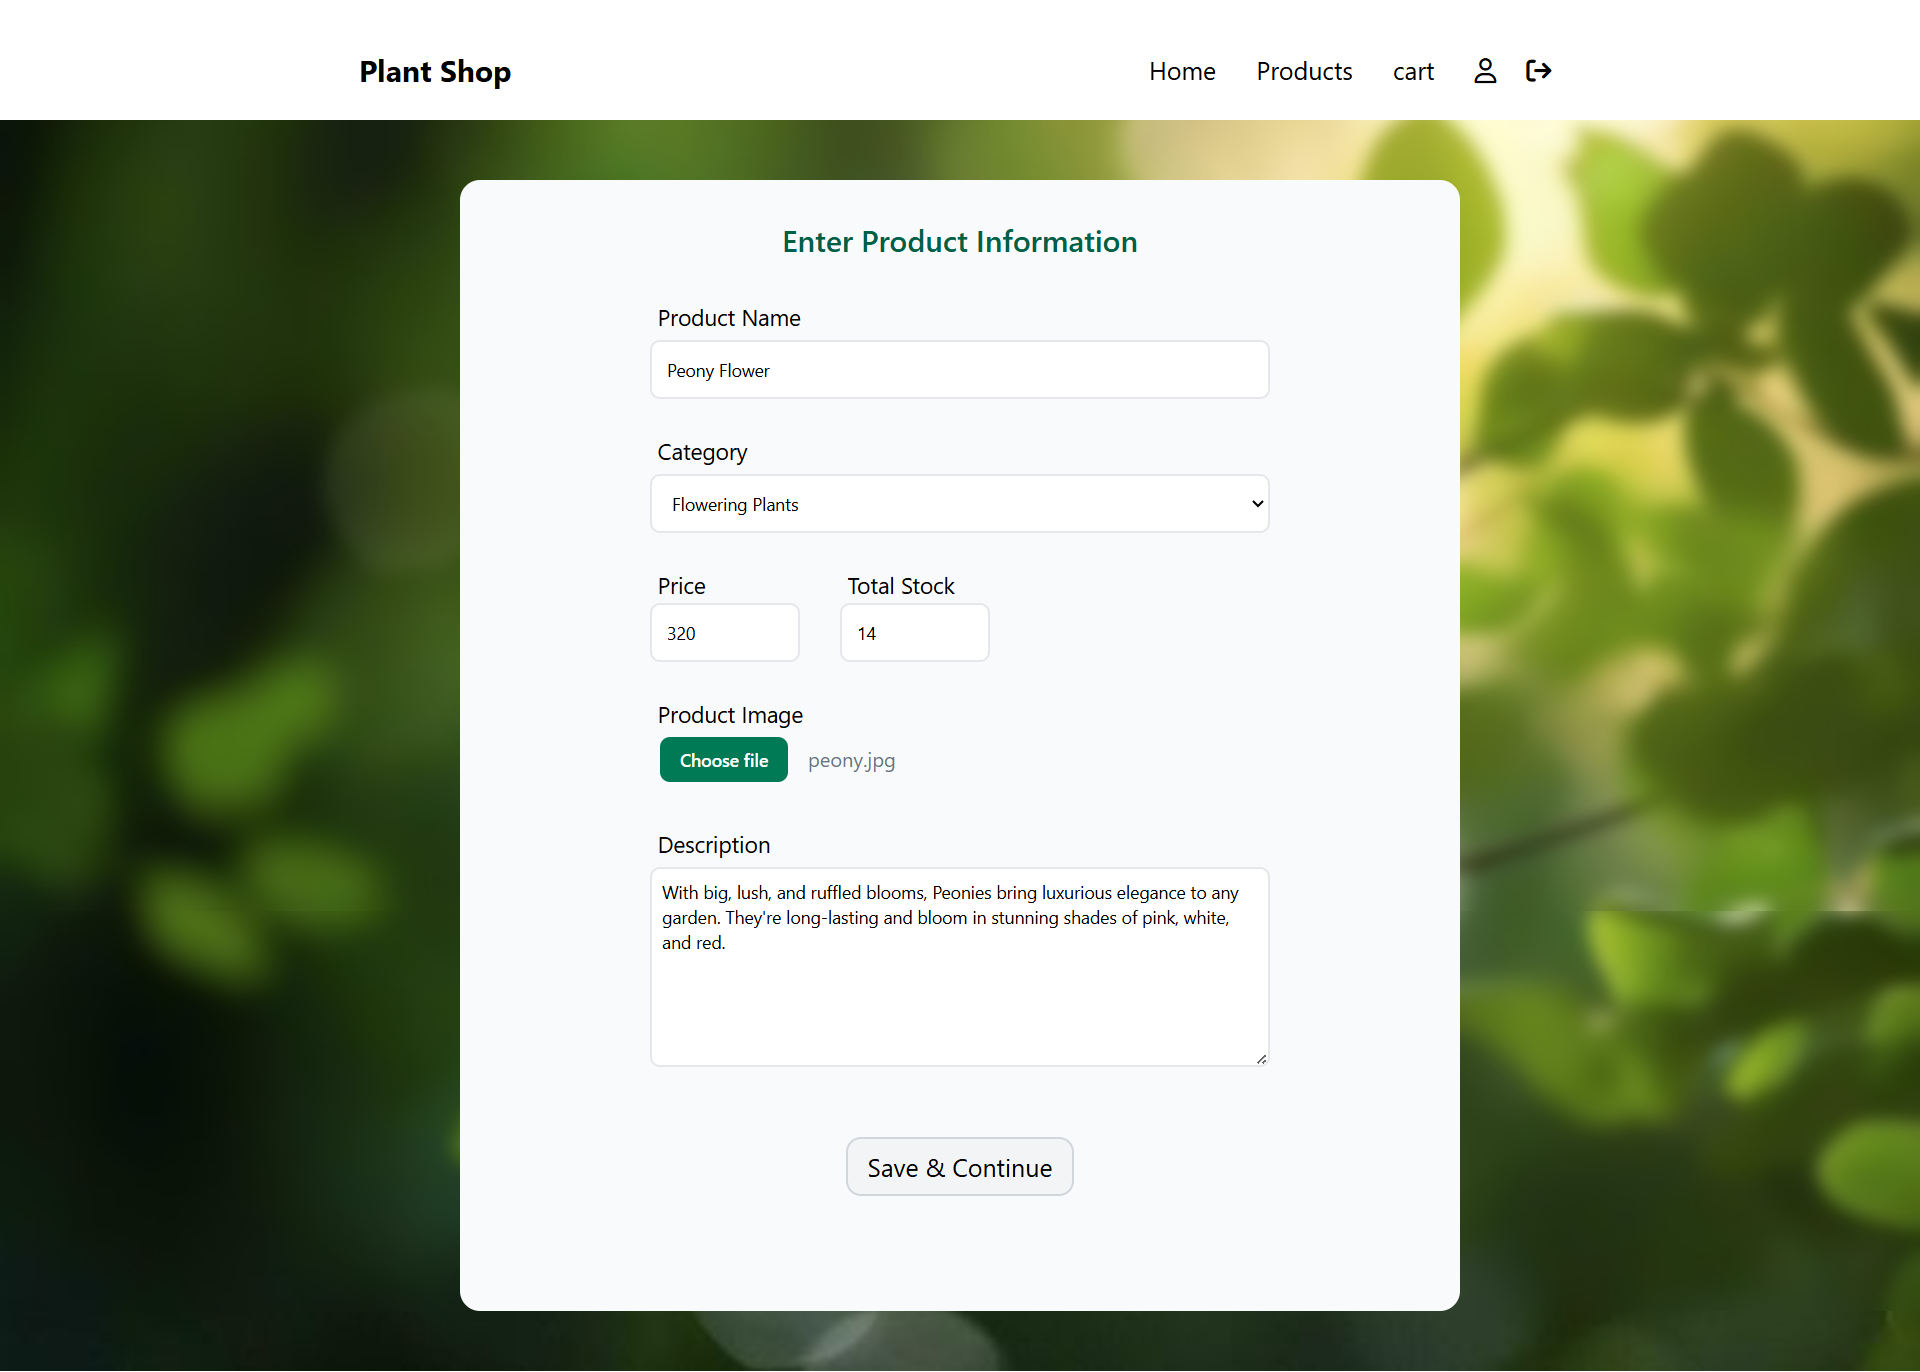 Plant Shop
Home Products cart
Enter Product Information
Product Name
Peony Flower
Category
Flowering Plants
Price Total Stock
320 14
Product Image
Choose file peony.jpg
Description
With big, lush, and ruffled blooms, Peonies bring luxurious elegance to any
garden. They're long-lasting and bloom in stunning shades of pink, white,
and red.
Save & Continue